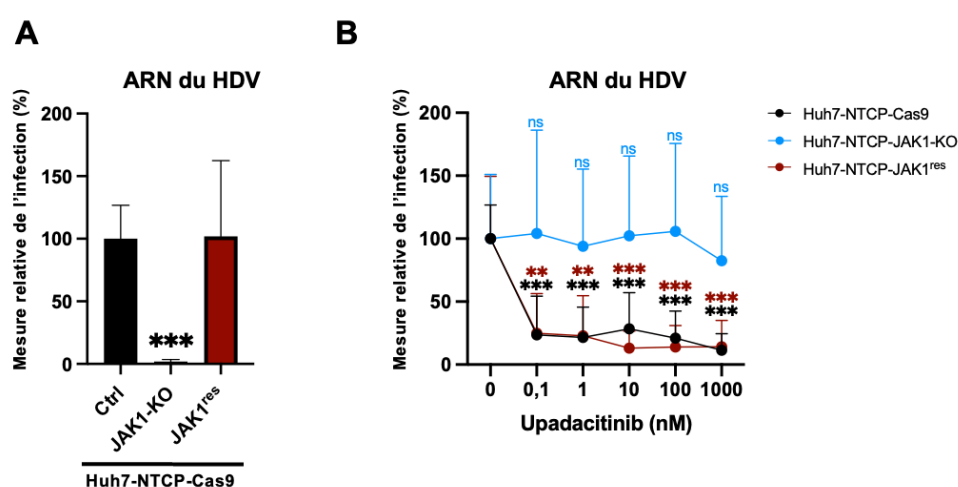 A
ARN du HDV
Mesure relative de l'infection (%)
200
150
100
50
0
***
Ctrl
JAK1-KO
JAK1res
Huh7-NTCP-Cas9
B
ARN du HDV
Mesure relative de l'infection (%)
200
150
100
50
0
ns
ns
ns
ns
ns
**
**
***
***
***
***
***
***
***
***
0
0,1
1
10
100
1000
Upadacitinib (nM)
Huh7-NTCP-Cas9
Huh7-NTCP-JAK1-KO
Huh7-NTCP-JAK1res